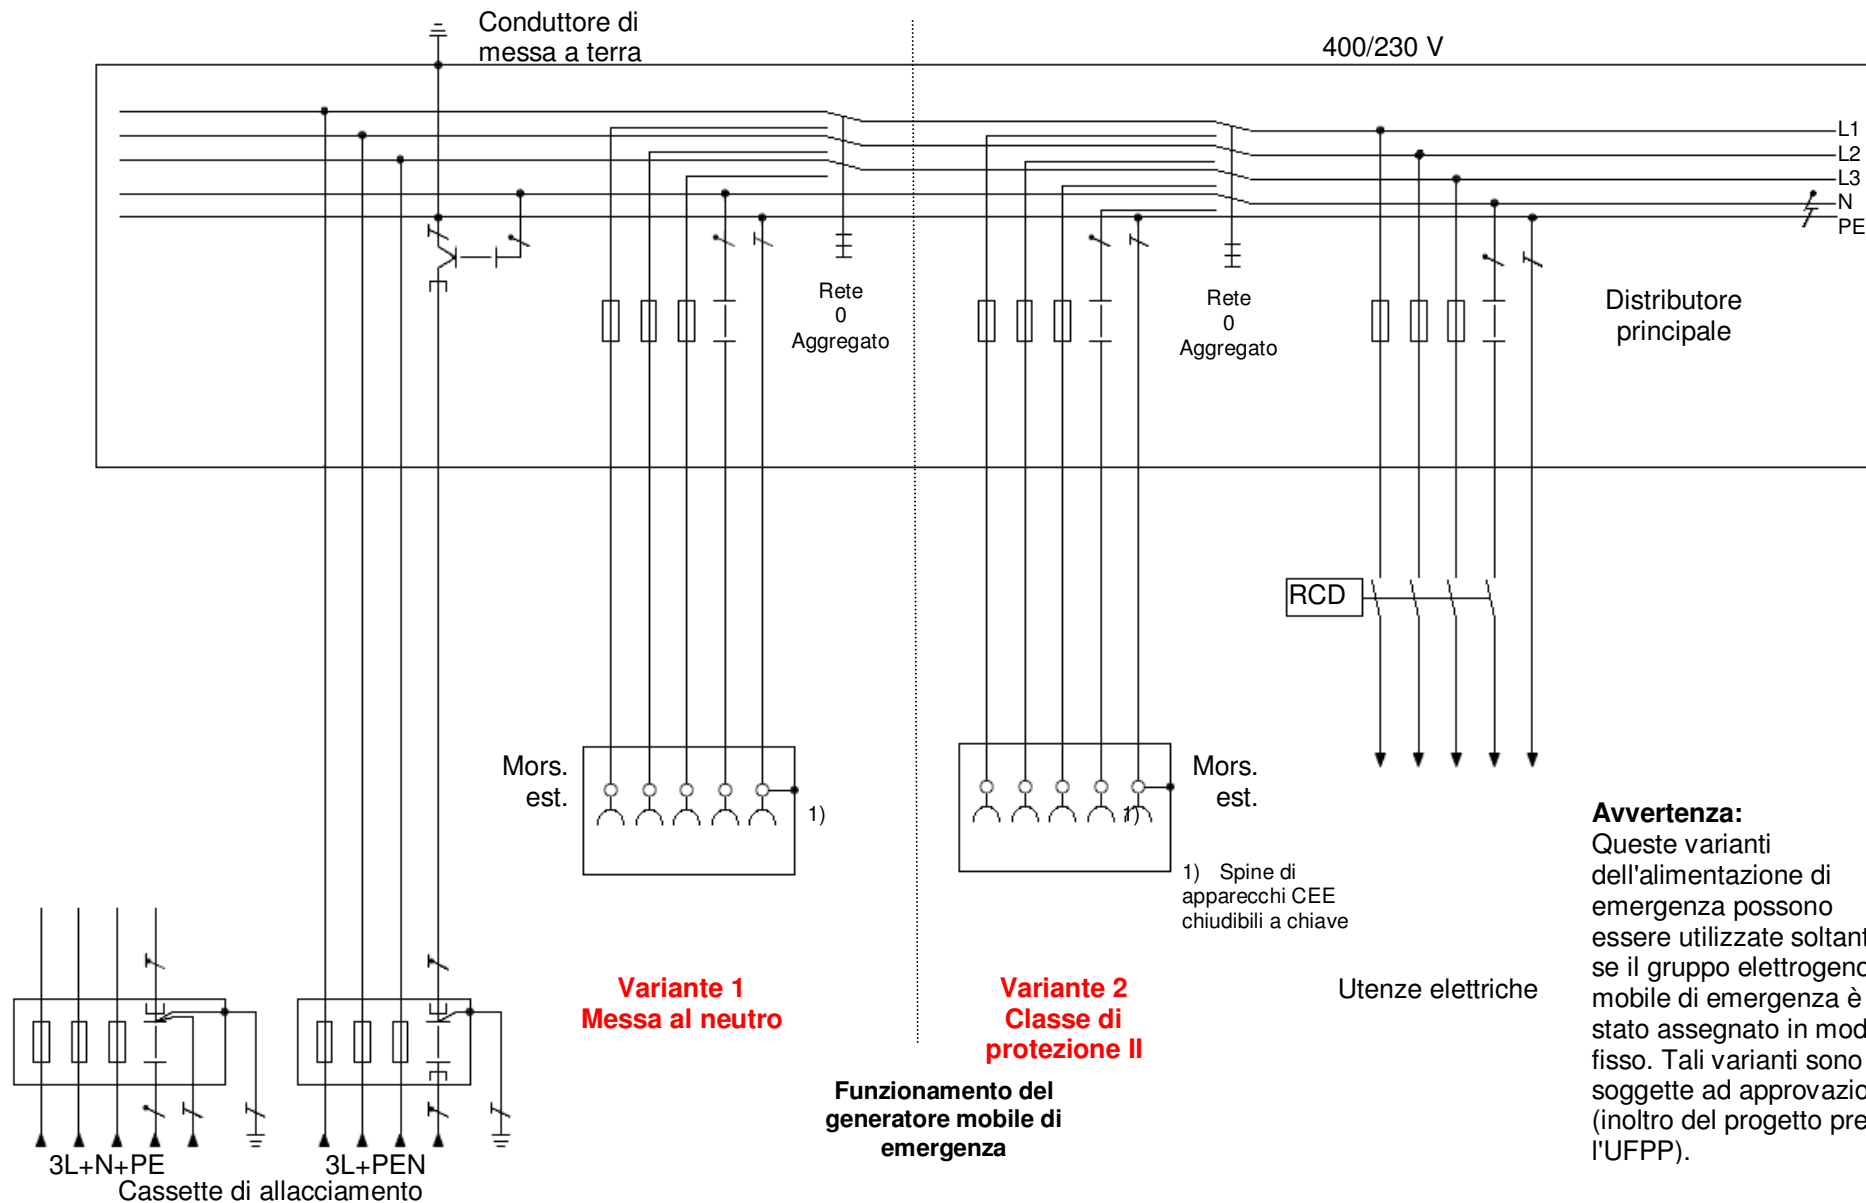 Conduttore di
messa a terra
400/230 V
L1
L2
L3
N
PE
Rete
0
Aggregato
Rete
0
Aggregato
Distributore
principale
RCD
Mors.
est.
1)
Mors.
est.
1)
1) Spine di
apparecchi CEE
chiudibili a chiave
Avvertenza:
Queste varianti
dell'alimentazione di
emergenza possono
essere utilizzate soltant
se il gruppo elettrogeno
mobile di emergenza è
stato assegnato in mod
fisso. Tali varianti sono
soggette ad approvazio
(inoltro del progetto pre
l'UFPP).
Variante 1
Messa al neutro
Variante 2
Classe di
protezione II
Utenze elettriche
Funzionamento del
generatore mobile di
emergenza
3L+N+PE
3L+PEN
Cassette di allacciamento